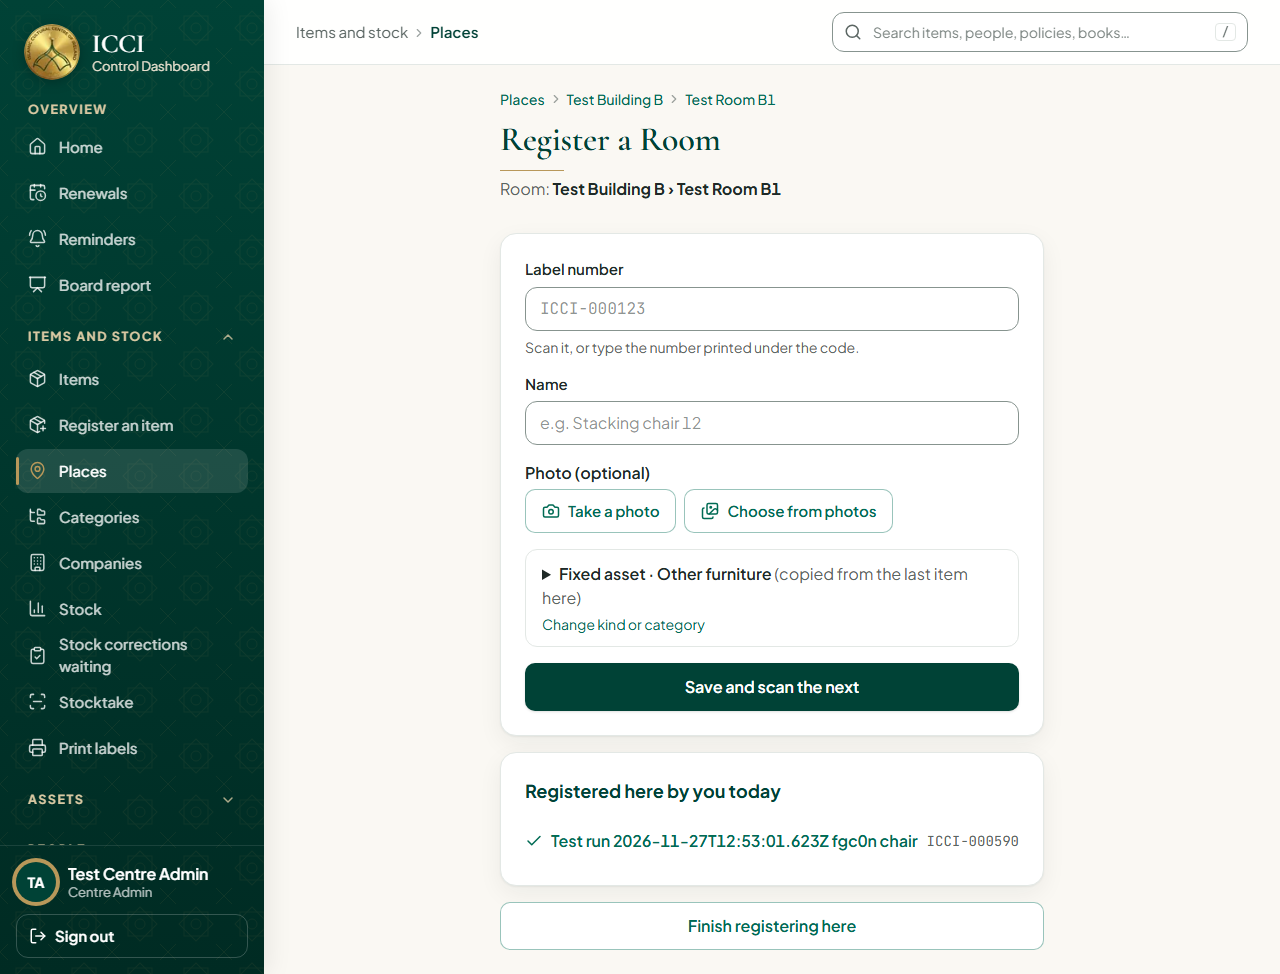 ICCI
Control Dashboard
OVERVIEW
Home
Renewals
Reminders
Board report
ITEMS AND STOCK
Items
Register an item
Places
Categories
Companies
Stock
Stock corrections
waiting
Stocktake
Print labels
ASSETS
TA
Test Centre Admin
Centre Admin
Sign out
Items and stock › Places
Search items, people, policies, books…
/
Places › Test Building B › Test Room B1
Register a Room
Room: Test Building B › Test Room B1
Label number
ICCI-000123
Scan it, or type the number printed under the code.
Name
e.g. Stacking chair 12
Photo (optional)
Take a photo
Choose from photos
Fixed asset · Other furniture (copied from the last item
here)
Change kind or category
Save and scan the next
Registered here by you today
Test run 2026-11-27T12:53:01.623Z fgc0n chair ICCI-000590
Finish registering here